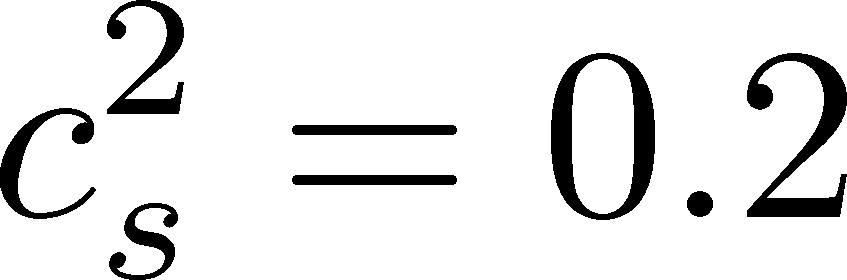 c_s^2 = 0.2